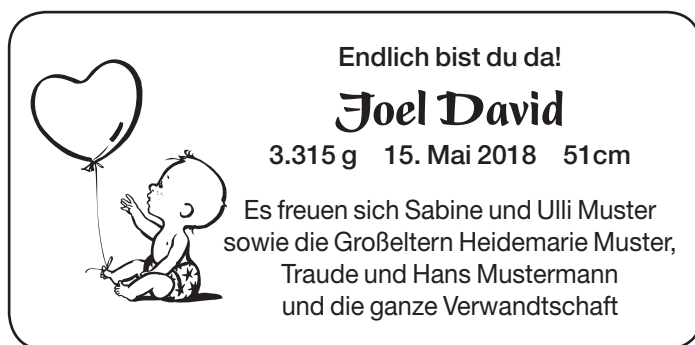 Endlich bist du da!
Joel David
3.315 g 15. Mai 2018 51cm
Es freuen sich Sabine und Ulli Muster
sowie die Großeltern Heidemarie Muster,
Traude und Hans Mustermann
und die ganze Verwandtschaft